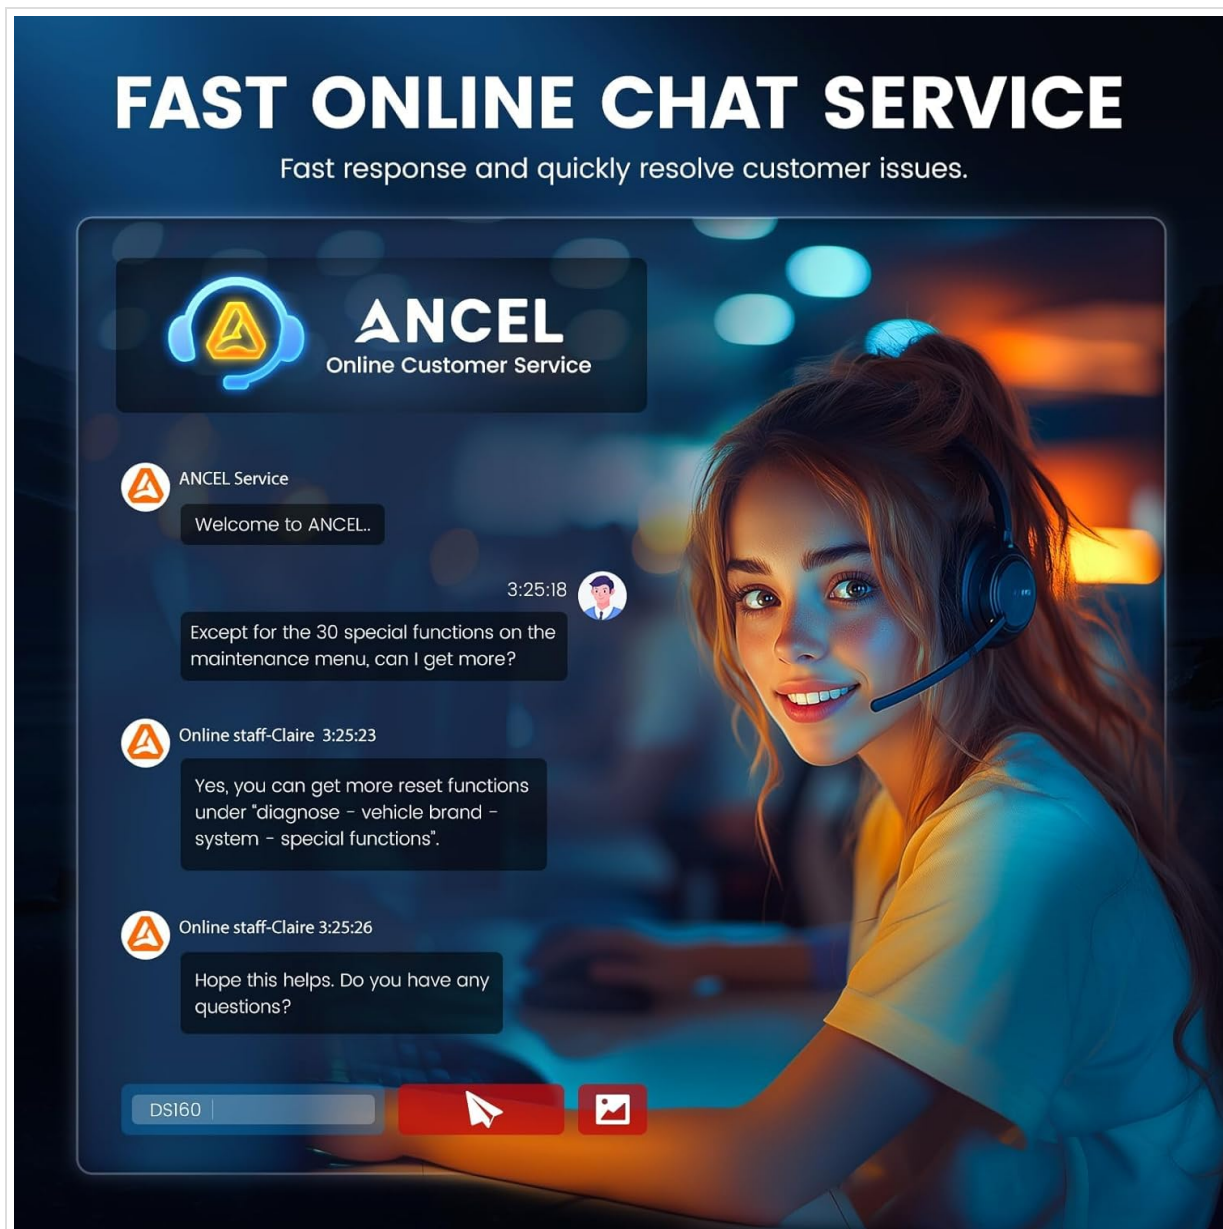 FAST ONLINE CHAT SERVICE
Fast response and quickly resolve customer issues.
ANCEL
Online Customer Service
ANCEL Service
Welcome to ANCEL..
3:25:18
Except for the 30 special functions on the
maintenance menu, can I get more?
Online staff-Claire 3:25:23
Yes, you can get more reset functions
under "diagnose - vehicle brand -
system - special functions".
Online staff-Claire 3:25:26
Hope this helps. Do you have any
questions?
DS160